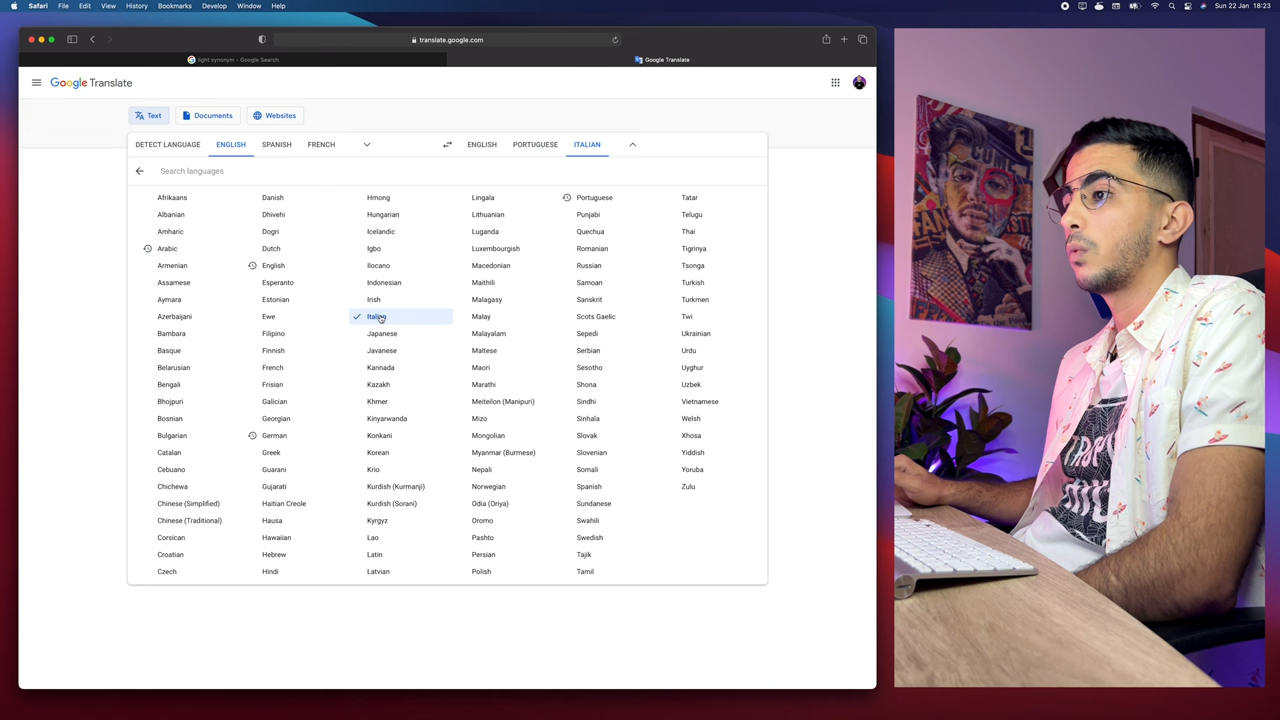 Safari File Edit View History Bookmarks Develop Window Help
Sun 22 Jan 18:23
translate.google.com
light synonym - Google Search
Google Translate
Google Translate
Text
Documents
Websites
DETECT LANGUAGE ENGLISH SPANISH FRENCH
ENGLISH PORTUGUESE ITALIAN
Search languages
Afrikaans
Albanian
Amharic
Arabic
Armenian
Assamese
Aymara
Azerbaijani
Bambara
Basque
Belarusian
Bengali
Bhojpuri
Bosnian
Bulgarian
Catalan
Cebuano
Chichewa
Chinese (Simplified)
Chinese (Traditional)
Corsican
Croatian
Czech
Danish
Dhivehi
Dogri
Dutch
English
Esperanto
Estonian
Ewe
Filipino
Finnish
French
Frisian
Galician
Georgian
German
Greek
Guarani
Gujarati
Haitian Creole
Hausa
Hawaiian
Hebrew
Hindi
Hmong
Hungarian
Icelandic
Igbo
Ilocano
Indonesian
Irish
Italian
Japanese
Javanese
Kannada
Kazakh
Khmer
Kinyarwanda
Konkani
Korean
Krio
Kurdish (Kurmanji)
Kurdish (Sorani)
Kyrgyz
Lao
Latin
Latvian
Lingala
Lithuanian
Luganda
Luxembourgish
Macedonian
Maithili
Malagasy
Malay
Malayalam
Maltese
Maori
Marathi
Meiteilon (Manipuri)
Mizo
Mongolian
Myanmar (Burmese)
Nepali
Norwegian
Odia (Oriya)
Oromo
Pashto
Persian
Polish
Portuguese
Punjabi
Quechua
Romanian
Russian
Samoan
Sanskrit
Scots Gaelic
Sepedi
Serbian
Sesotho
Shona
Sindhi
Sinhala
Slovak
Slovenian
Somali
Spanish
Sundanese
Swahili
Swedish
Tajik
Tamil
Tatar
Telugu
Thai
Tigrinya
Tsonga
Turkish
Turkmen
Twi
Ukrainian
Urdu
Uyghur
Uzbek
Vietnamese
Welsh
Xhosa
Yiddish
Yoruba
Zulu